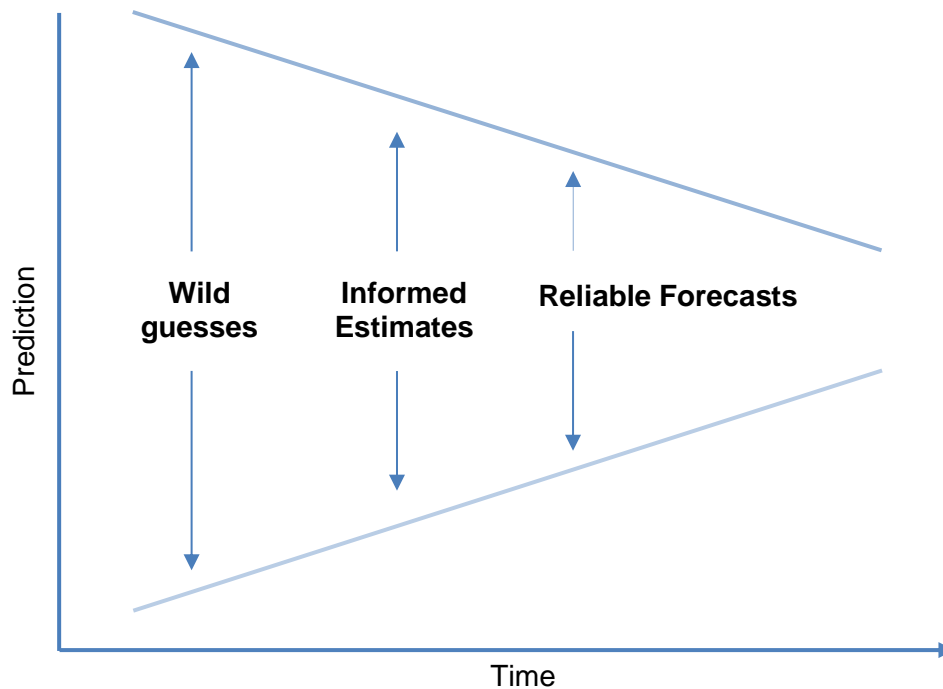 Prediction
Wild
guesses
Informed
Estimates
Reliable Forecasts
Time